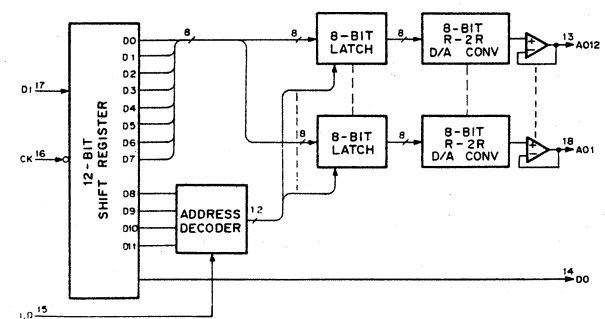 8-BIT
LATCH
8-BIT
R-2R
D/A CONV
13
AO12
8
8
8
D0
D1
D2
D3
D4
D5
D6
D7
DI
17
CK
16
12-BIT
SHIFT REGISTER
8-BIT
LATCH
8-BIT
R-2R
D/A CONV
18
AO1
8
8
D8
D9
D10
D11
ADDRESS
DECODER
12
14
DO
15